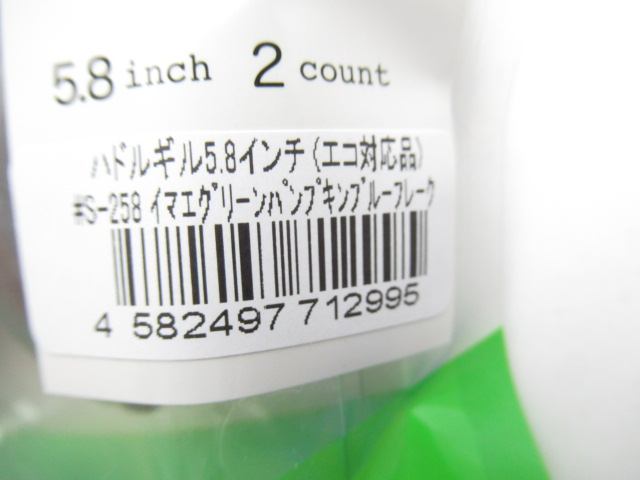 5.8 inch 2 count
ハドルギル5.8インチ(エコ対応品)
#S-258 イマエグリーンパンプキンブルーフレーク
4 582497 712995